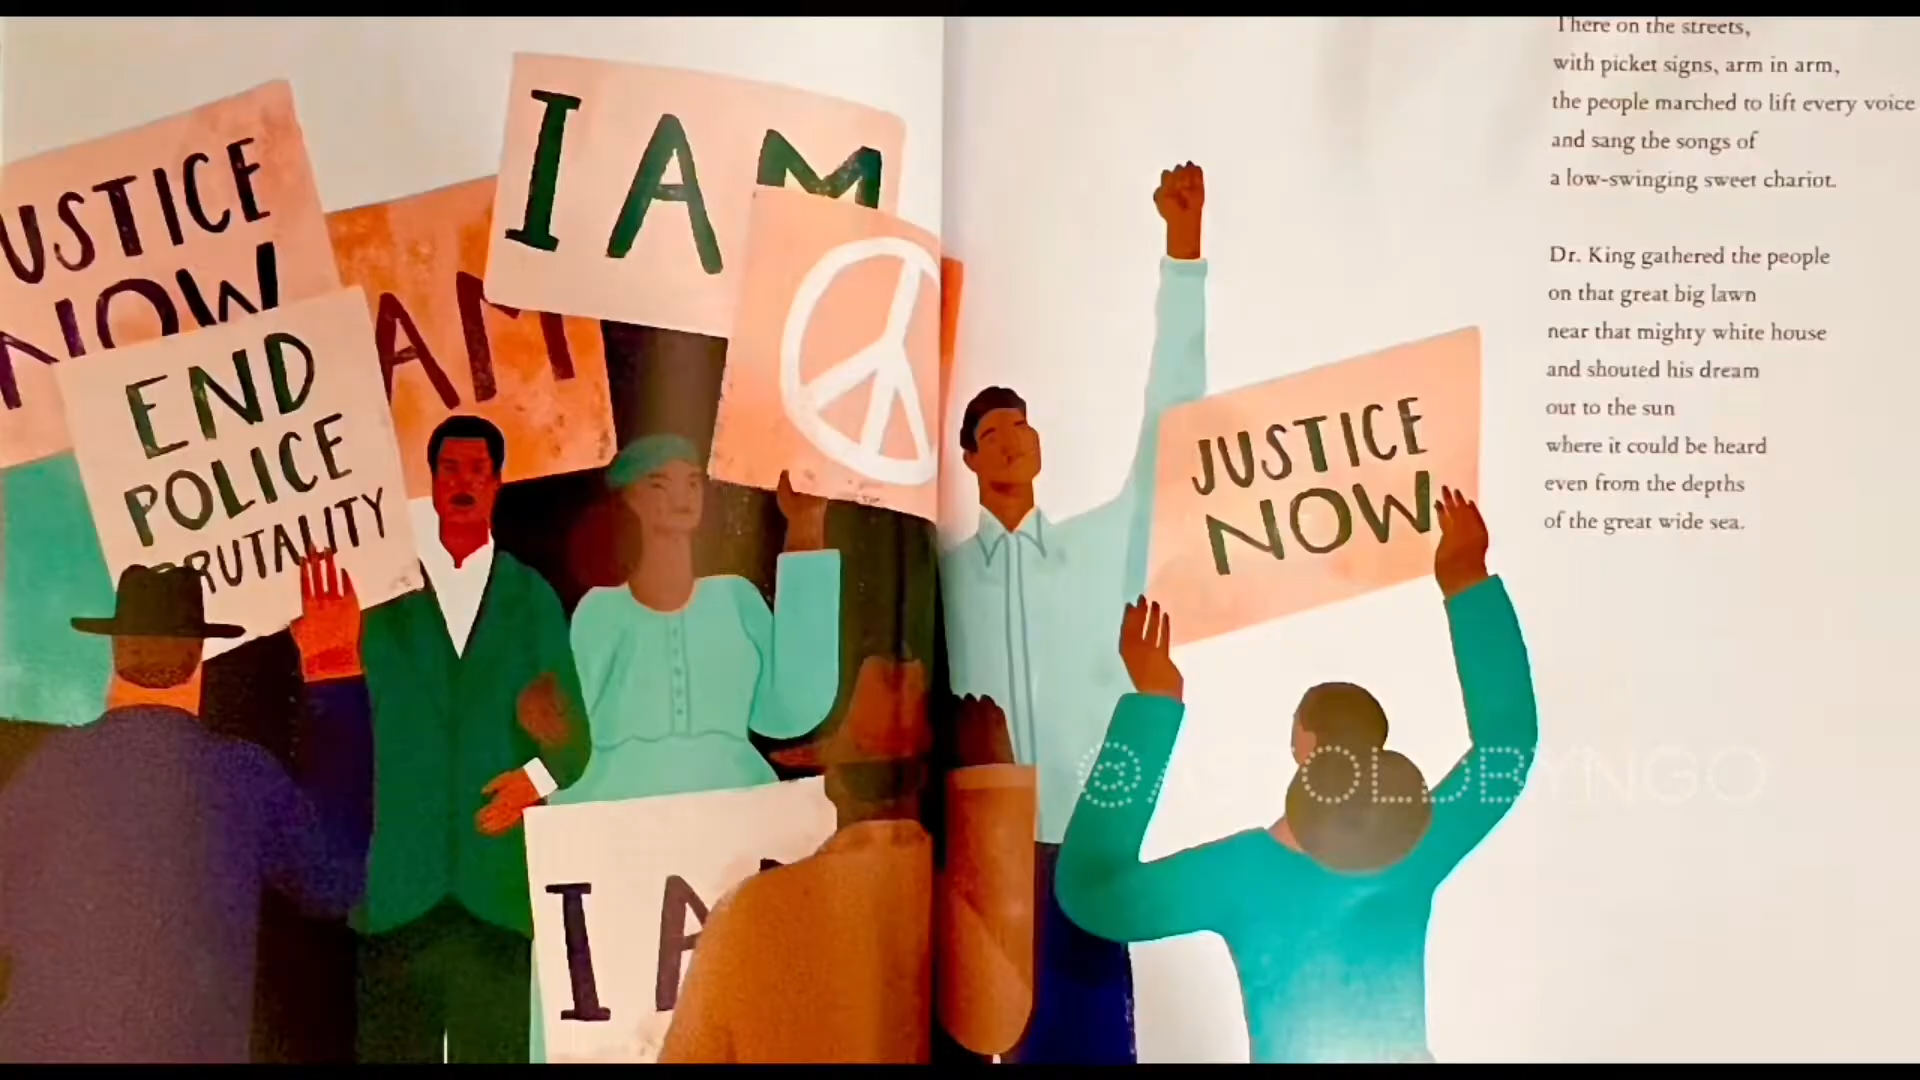 USTICE
NOW
I AM
AM
END
POLICE
BRUTALITY
JUSTICE
NOW
I A
There on the streets,
with picket signs, arm in arm,
the people marched to lift every voice
and sang the songs of
a low-swinging sweet chariot.
Dr. King gathered the people
on that great big lawn
near that mighty white house
and shouted his dream
out to the sun
where it could be heard
even from the depths
of the great wide sea.